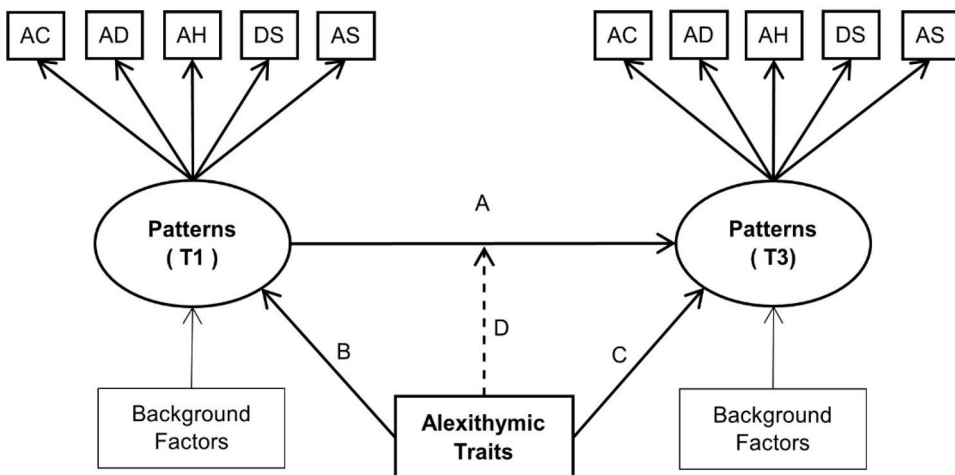 AC AD AH DS AS
AC AD AH DS AS
Patterns
( T1 )
A
Patterns
( T3)
B
D
C
Background
Factors
Alexithymic
Traits
Background
Factors